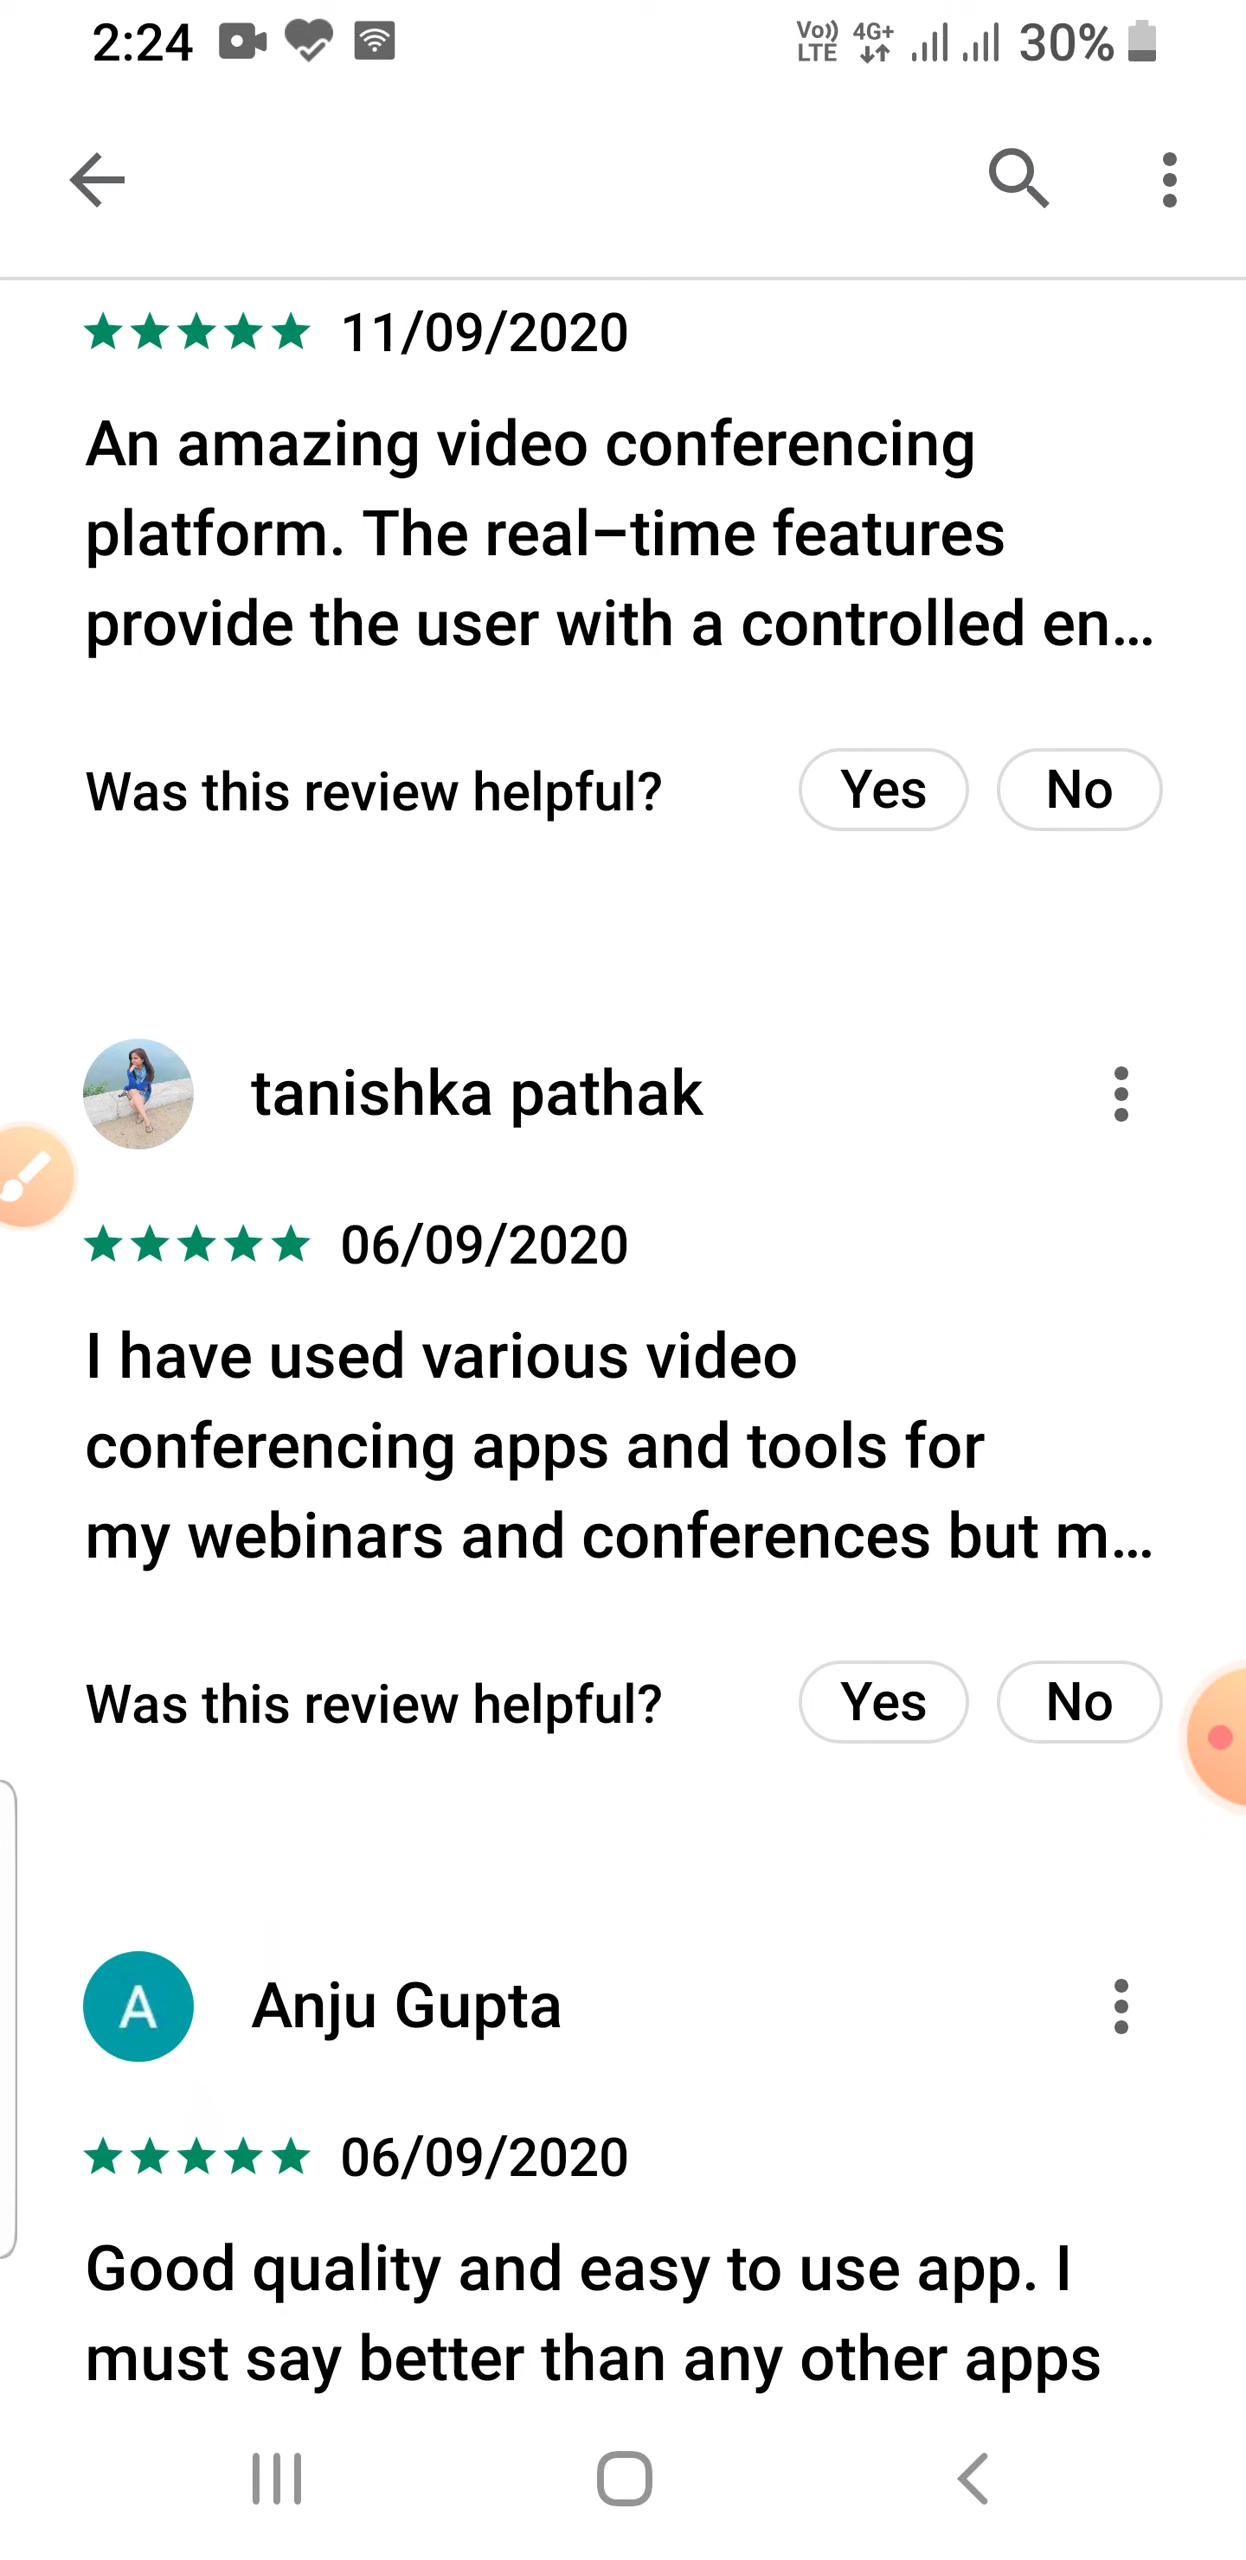 2:24
Vo)) LTE 4G+ 30%
11/09/2020
An amazing video conferencing
platform. The real-time features
provide the user with a controlled en...
Was this review helpful? Yes No
tanishka pathak
06/09/2020
I have used various video
conferencing apps and tools for
my webinars and conferences but m...
Was this review helpful? Yes No
A Anju Gupta
06/09/2020
Good quality and easy to use app. I
must say better than any other apps